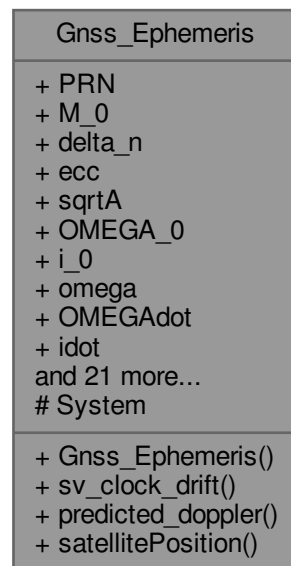 Gnss_Ephemeris
+ PRN
+ M_0
+ delta_n
+ ecc
+ sqrtA
+ OMEGA_0
+ i_0
+ omega
+ OMEGAdot
+ idot
and 21 more...
# System
+ Gnss_Ephemeris()
+ sv_clock_drift()
+ predicted_doppler()
+ satellitePosition()